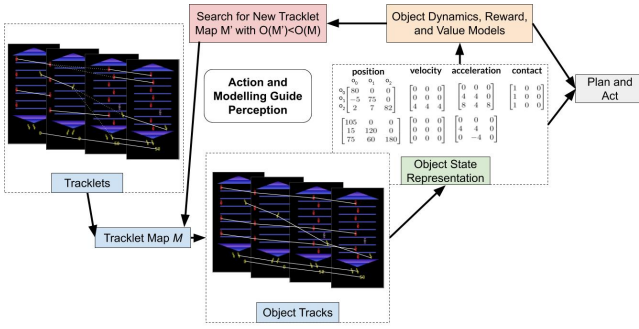 Search for New Tracklet
Map M' with O(M')<O(M)
Object Dynamics, Reward,
and Value Models
Plan and
Act
Action and
Modelling Guide
Perception
position velocity acceleration contact
o₀ o₁ o₂
o₀ 80 0 0 0 0 0 0 0 0 1 0 0
o₁ −5 75 0 0 0 0 4 4 0 1 0 0
o₂ 2 7 82 4 4 4 8 4 8 1 0 0
105 0 0 0 0 0 0 0 0
15 120 0 0 0 0 4 4 0
75 60 180 0 0 0 0 -4 0
Object State
Representation
Tracklets
Tracklet Map M
Object Tracks